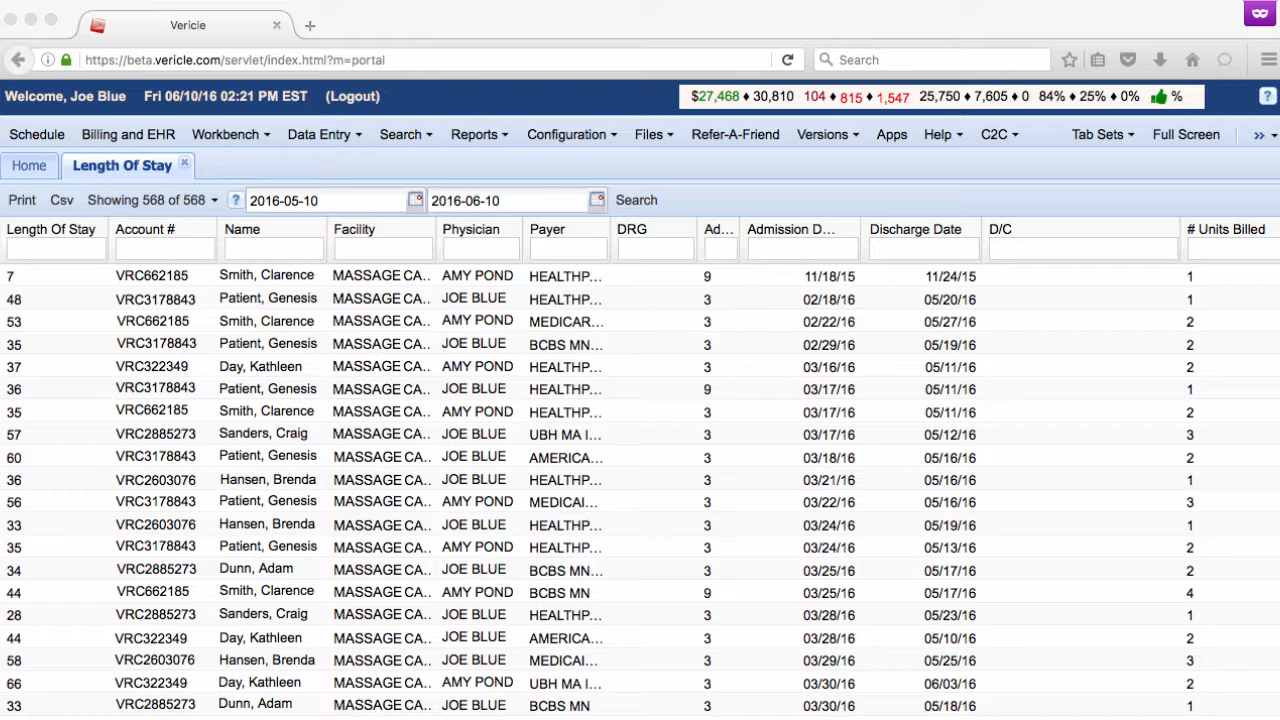 Vericle
https://beta.vericle.com/servlet/index.html?m=portal
Search
Welcome, Joe Blue Fri 06/10/16 02:21 PM EST (Logout) $27,468 ♦ 30,810 104 ♦ 815 ♦ 1,547 25,750 ♦ 7,605 ♦ 0 84% ♦ 25% ♦ 0% % ?
Schedule Billing and EHR Workbench Data Entry Search Reports Configuration Files Refer-A-Friend Versions Apps Help C2C Tab Sets Full Screen »
Home Length Of Stay
Print Csv Showing 568 of 568 ? 2016-05-10 2016-06-10 Search
Length Of Stay Account # Name Facility Physician Payer DRG Ad... Admission D... Discharge Date D/C # Units Billed
7 VRC662185 Smith, Clarence MASSAGE CA.. AMY POND HEALTHP... 9 11/18/15 11/24/15 1
48 VRC3178843 Patient, Genesis MASSAGE CA.. JOE BLUE HEALTHP... 3 02/18/16 05/20/16 1
53 VRC662185 Smith, Clarence MASSAGE CA.. AMY POND MEDICAR... 3 02/22/16 05/27/16 2
35 VRC3178843 Patient, Genesis MASSAGE CA.. JOE BLUE BCBS MN... 3 02/29/16 05/19/16 2
37 VRC322349 Day, Kathleen MASSAGE CA.. AMY POND HEALTHP... 3 03/16/16 05/11/16 2
36 VRC3178843 Patient, Genesis MASSAGE CA.. JOE BLUE HEALTHP... 9 03/17/16 05/11/16 1
35 VRC662185 Smith, Clarence MASSAGE CA.. AMY POND HEALTHP... 3 03/17/16 05/11/16 2
57 VRC2885273 Sanders, Craig MASSAGE CA.. JOE BLUE UBH MA I... 3 03/17/16 05/12/16 3
60 VRC3178843 Patient, Genesis MASSAGE CA.. JOE BLUE AMERICA... 3 03/18/16 05/16/16 2
36 VRC2603076 Hansen, Brenda MASSAGE CA.. JOE BLUE HEALTHP... 3 03/21/16 05/16/16 1
56 VRC3178843 Patient, Genesis MASSAGE CA.. AMY POND MEDICAI... 3 03/22/16 05/16/16 3
33 VRC2603076 Hansen, Brenda MASSAGE CA.. JOE BLUE HEALTHP... 3 03/24/16 05/19/16 1
35 VRC3178843 Patient, Genesis MASSAGE CA.. AMY POND HEALTHP... 3 03/24/16 05/13/16 2
34 VRC2885273 Dunn, Adam MASSAGE CA.. JOE BLUE BCBS MN... 3 03/25/16 05/17/16 2
44 VRC662185 Smith, Clarence MASSAGE CA.. AMY POND BCBS MN 9 03/25/16 05/17/16 4
28 VRC2885273 Sanders, Craig MASSAGE CA.. JOE BLUE HEALTHP... 3 03/28/16 05/23/16 1
44 VRC322349 Day, Kathleen MASSAGE CA.. JOE BLUE AMERICA... 3 03/28/16 05/10/16 2
58 VRC2603076 Hansen, Brenda MASSAGE CA.. JOE BLUE MEDICAI... 3 03/29/16 05/25/16 3
66 VRC322349 Day, Kathleen MASSAGE CA.. AMY POND UBH MA I... 3 03/30/16 06/03/16 2
33 VRC2885273 Dunn, Adam MASSAGE CA.. JOE BLUE BCBS MN 3 03/30/16 05/18/16 1